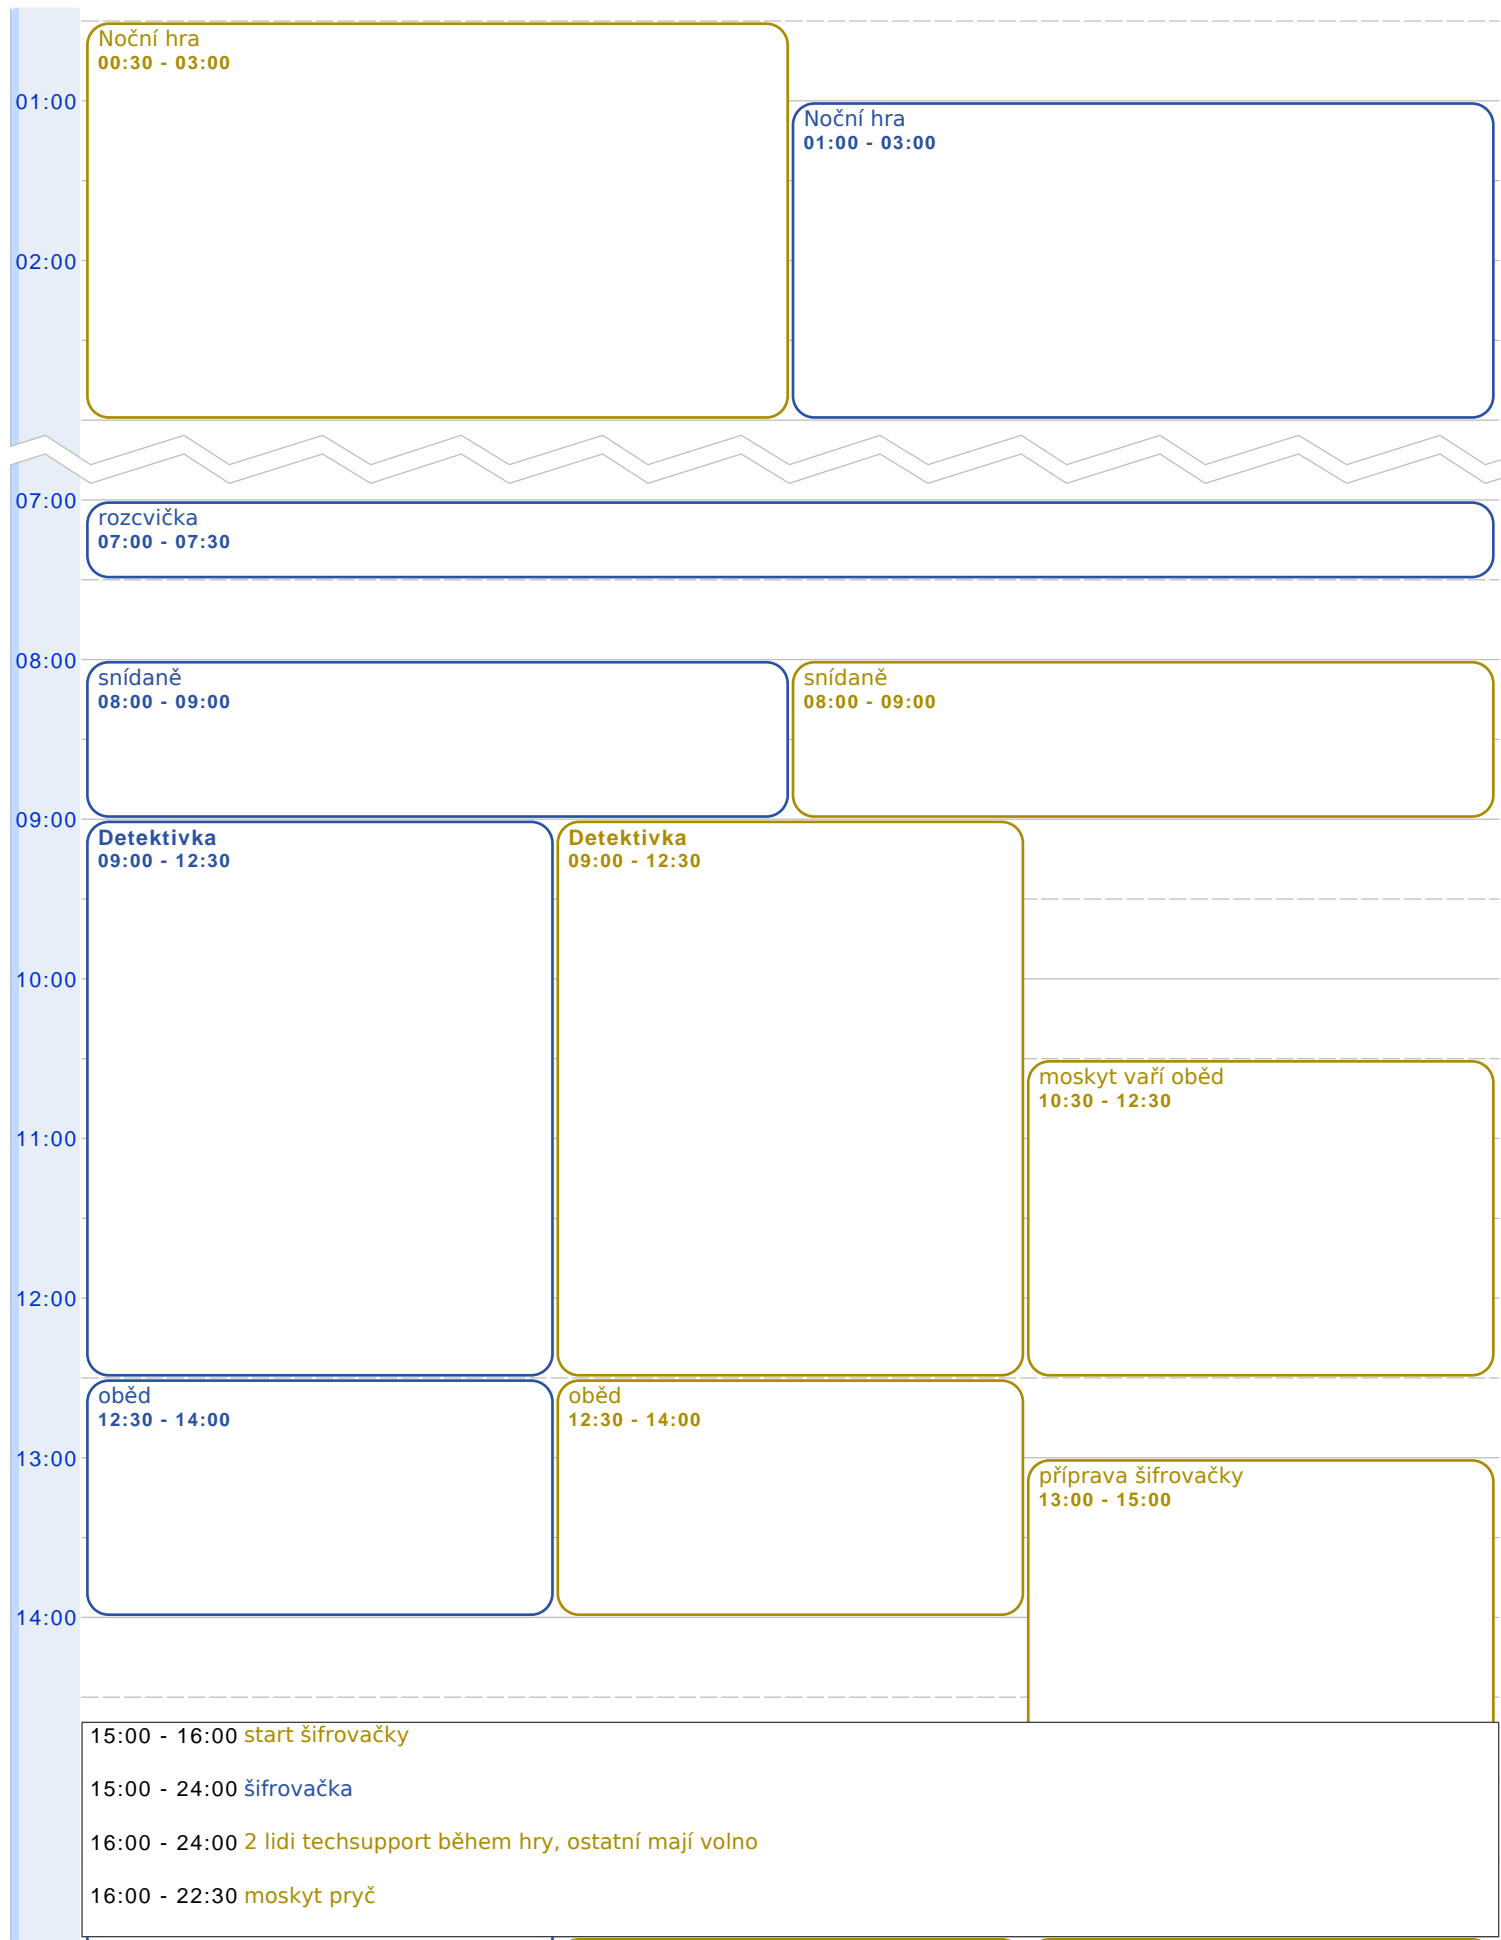 Noční hra
00:30 - 03:00
01:00
Noční hra
01:00 - 03:00
02:00
07:00
rozcvička
07:00 - 07:30
08:00
snídaně
08:00 - 09:00
snídaně
08:00 - 09:00
09:00
Detektivka
09:00 - 12:30
Detektivka
09:00 - 12:30
10:00
moskyt vaří oběd
10:30 - 12:30
11:00
12:00
oběd
12:30 - 14:00
oběd
12:30 - 14:00
13:00
příprava šifrovačky
13:00 - 15:00
14:00
15:00 - 16:00 start šifrovačky
15:00 - 24:00 šifrovačka
16:00 - 24:00 2 lidi techsupport během hry, ostatní mají volno
16:00 - 22:30 moskyt pryč